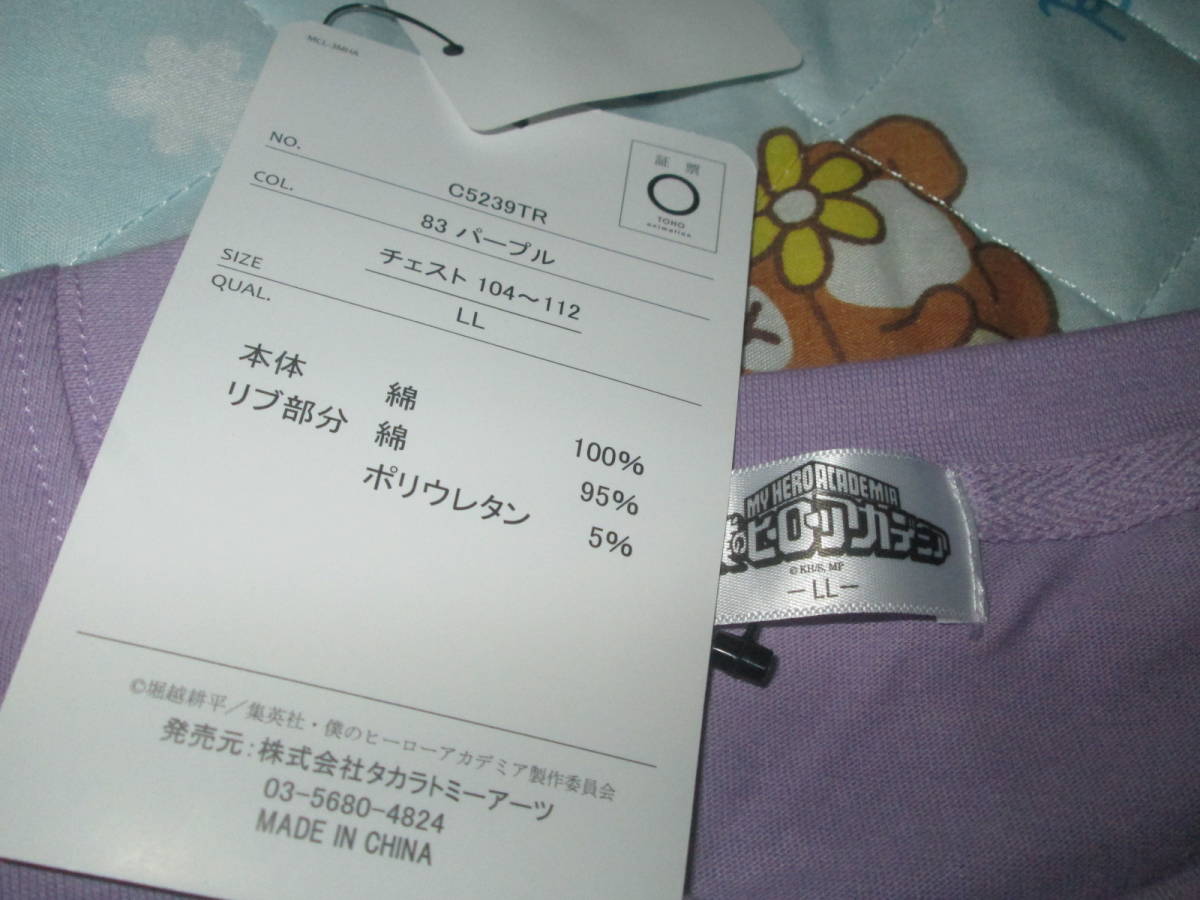 MCL-3MHA
証 票
TOHO
animation
NO.
C5239TR
COL.
83 パープル
チェスト 104～112
SIZE
LL
QUAL.
本体 綿 100%
リブ部分 綿 95%
ポリウレタン 5%
©堀越耕平／集英社・僕のヒーローアカデミア製作委員会
発売元：株式会社タカラトミーアーツ
03-5680-4824
MADE IN CHINA
MY HERO ACADEMIA
ヒーローアカデミア
© KH/S, MP
－LL－